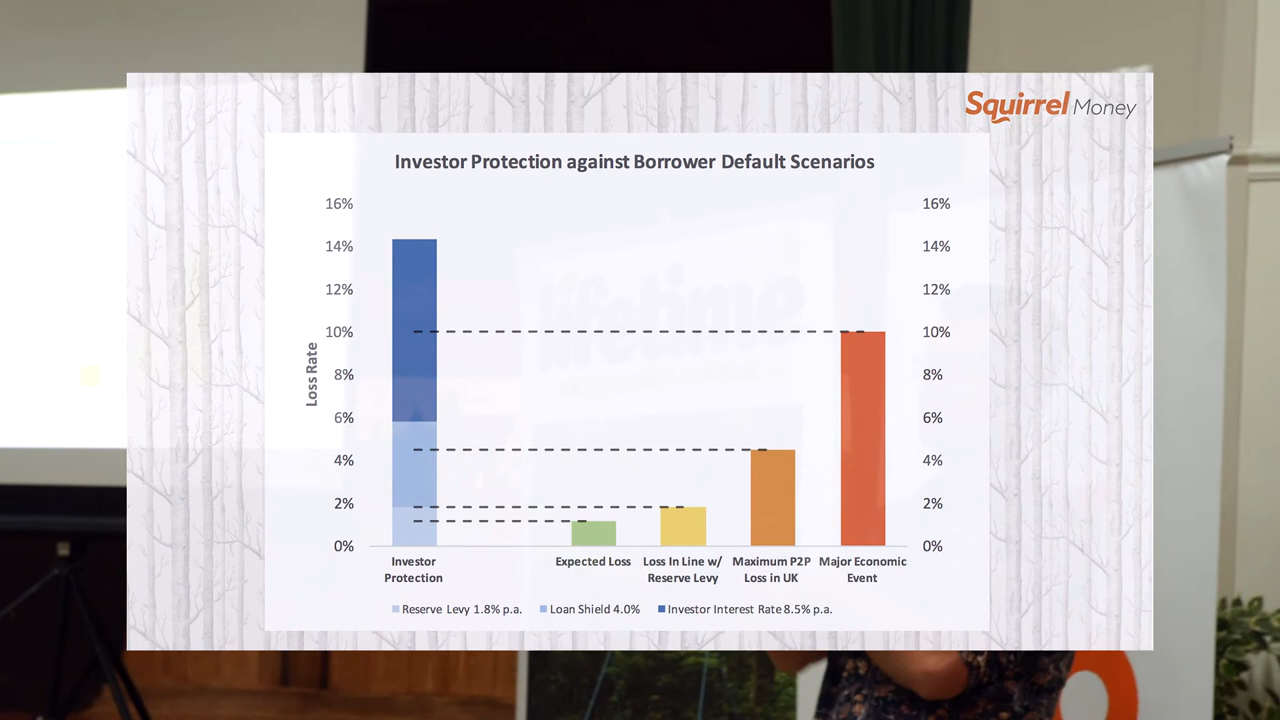 Squirrel Money
Investor Protection against Borrower Default Scenarios
16%
14%
12%
10%
8%
6%
4%
2%
0%
Loss Rate
16%
14%
12%
10%
8%
6%
4%
2%
0%
lifetime
Investor
Protection
Expected Loss
Loss In Line w/
Reserve Levy
Maximum P2P
Loss in UK
Major Economic
Event
Reserve Levy 1.8% p.a.
Loan Shield 4.0%
Investor Interest Rate 8.5% p.a.